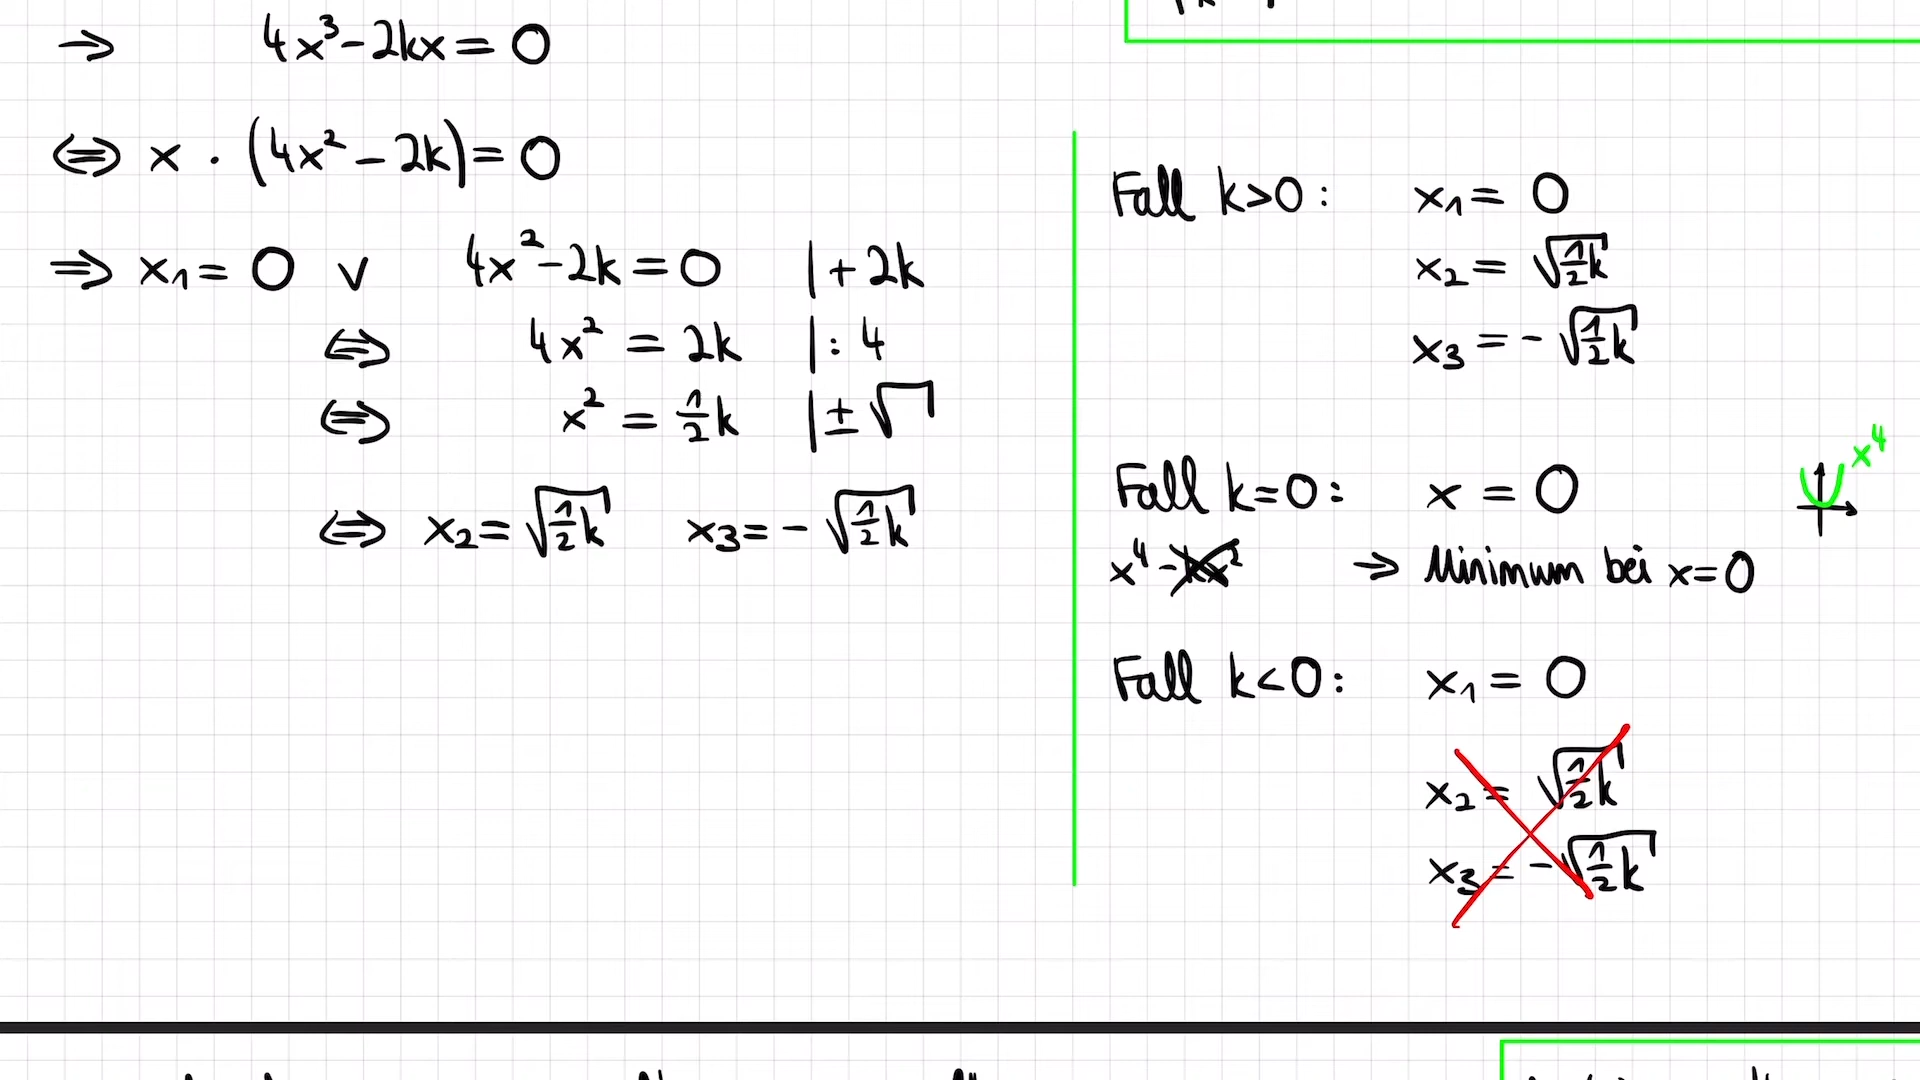 → 4x³-2kx=0
⇔ x · (4x²-2k)=0
⇒ x₁=0 ∨ 4x²-2k=0 |+2k
⇔ 4x²=2k |:4
⇔ x²=½k |±√
⇔ x₂=√(½k) x₃=-√(½k)
Fall k>0: x₁=0
x₂=√(½k)
x₃=-√(½k)
Fall k=0: x=0
x⁴
x⁴-kx² → Minimum bei x=0
Fall k<0: x₁=0
x₂=√(½k)
x₃=-√(½k)